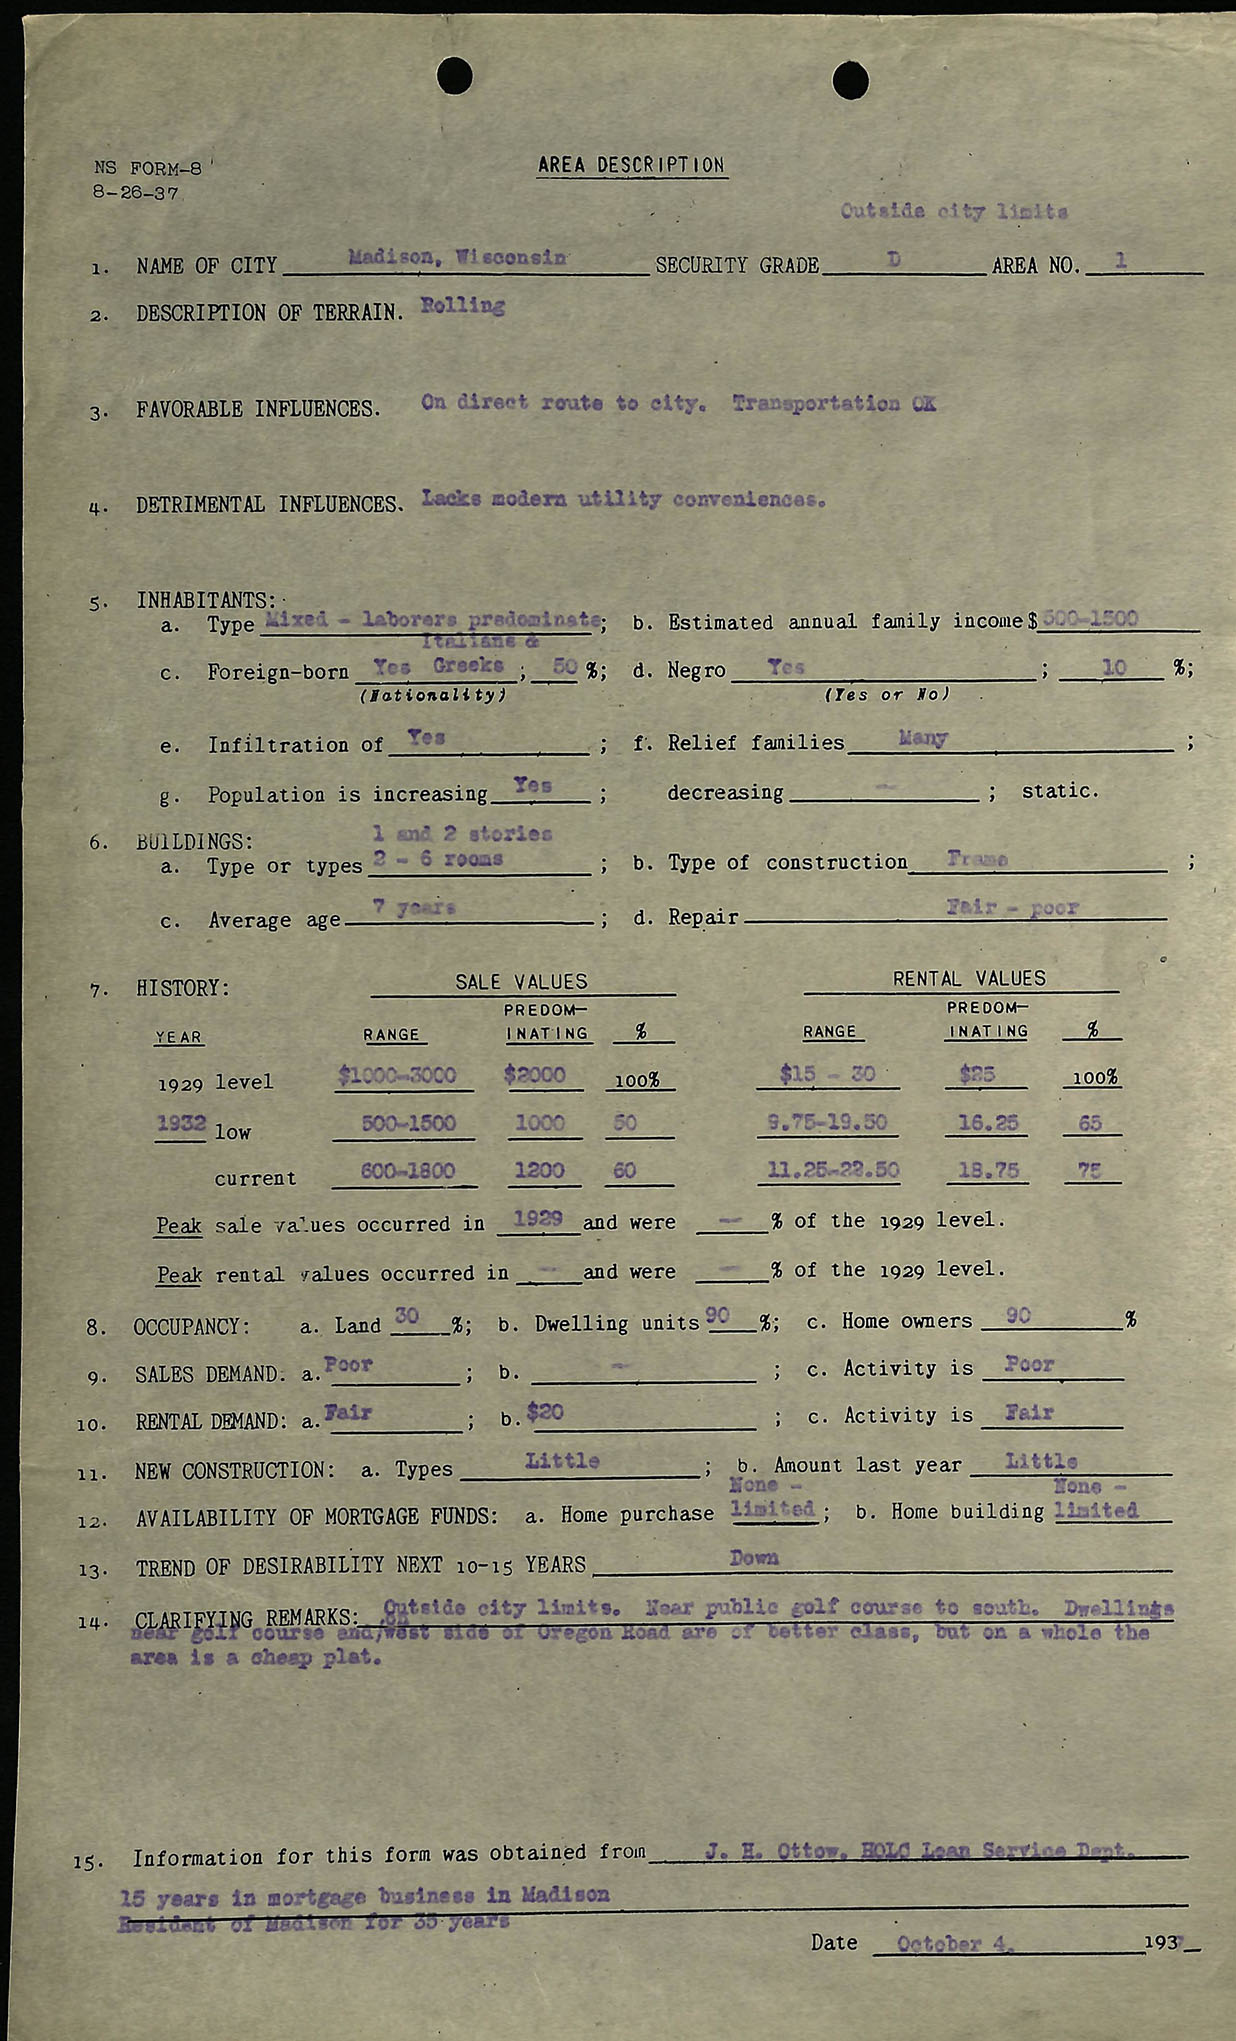 NS FORM-8
8-26-37
AREA DESCRIPTION
Outside city limits
1. NAME OF CITY Madison, Wisconsin SECURITY GRADE D AREA NO. 1
2. DESCRIPTION OF TERRAIN. Rolling
3. FAVORABLE INFLUENCES. On direct route to city. Transportation OK
4. DETRIMENTAL INFLUENCES. Lacks modern utility conveniences.
5. INHABITANTS:
a. Type Mixed - laborers predominate; b. Estimated annual family income $ 500-1500
Italians &
c. Foreign-born Yes Greeks ; 50 %; d. Negro Yes ; 10 %;
(Nationality) (Yes or No)
e. Infiltration of Yes ; f. Relief families Many ;
g. Population is increasing Yes ; decreasing — ; static.
6. BUILDINGS: 1 and 2 stories
a. Type or types 2 - 6 rooms ; b. Type of construction Frame ;
c. Average age 7 years ; d. Repair Fair - poor
7. HISTORY: SALE VALUES RENTAL VALUES
PREDOM- PREDOM-
YEAR RANGE INATING % RANGE INATING %
1929 level $1000-3000 $2000 100% $15 - 30 $25 100%
1932 low 500-1500 1000 50 9.75-19.50 16.25 65
current 600-1800 1200 60 11.25-22.50 18.75 75
Peak sale values occurred in 1929 and were — % of the 1929 level.
Peak rental values occurred in — and were — % of the 1929 level.
8. OCCUPANCY: a. Land 30 %; b. Dwelling units 90 %; c. Home owners 90 %
9. SALES DEMAND: a. Poor ; b. — ; c. Activity is Poor
10. RENTAL DEMAND: a. Fair ; b. $20 ; c. Activity is Fair
11. NEW CONSTRUCTION: a. Types Little ; b. Amount last year Little
None - None -
12. AVAILABILITY OF MORTGAGE FUNDS: a. Home purchase limited ; b. Home building limited
13. TREND OF DESIRABILITY NEXT 10-15 YEARS Down
14. CLARIFYING REMARKS: Outside city limits. Near public golf course to south. Dwellings
on
near golf course and/west side of Oregon Road are of better class, but on a whole the
area is a cheap plat.
15. Information for this form was obtained from J. H. Ottow, HOLC Loan Service Dept.
15 years in mortgage business in Madison
Resident of Madison for 35 years
Date October 4, 1937